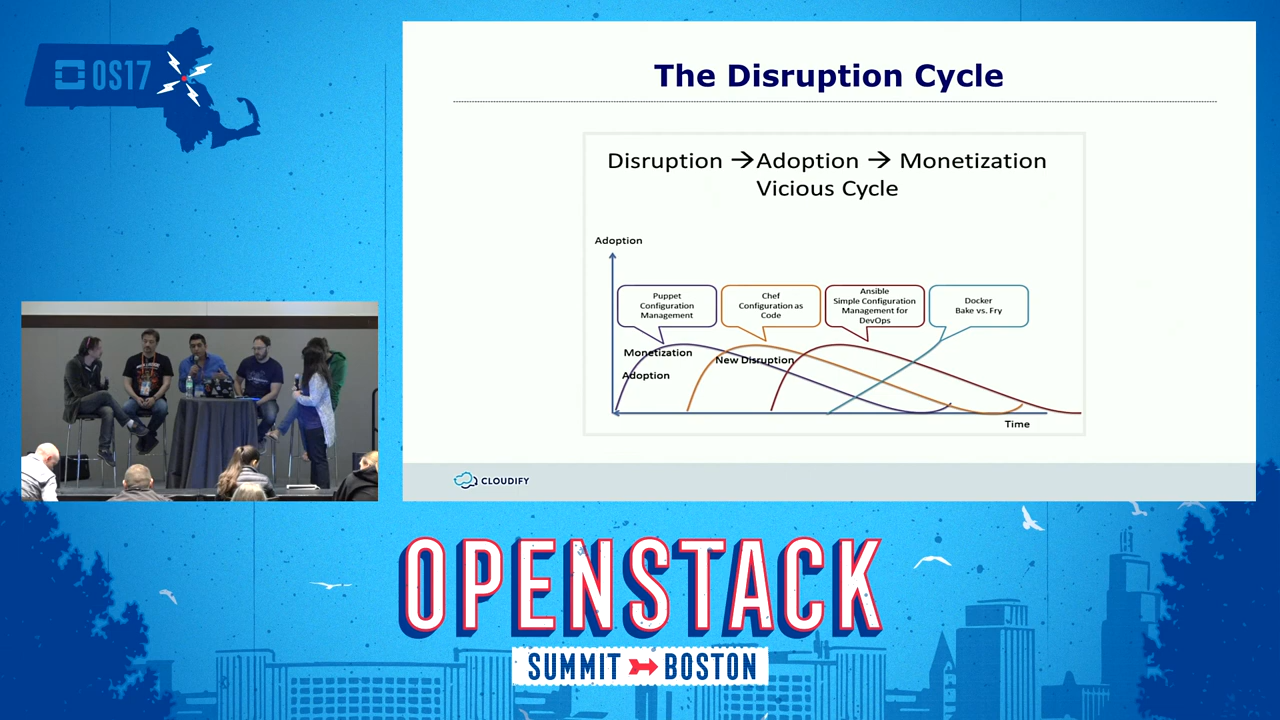 OS17
The Disruption Cycle
Disruption → Adoption → Monetization
Vicious Cycle
Adoption
Puppet
Configuration
Management
Chef
Configuration as
Code
Ansible
Simple Configuration
Management for
DevOps
Docker
Bake vs. Fry
Monetization
New Disruption
Adoption
Time
CLOUDIFY
OPENSTACK
SUMMIT BOSTON